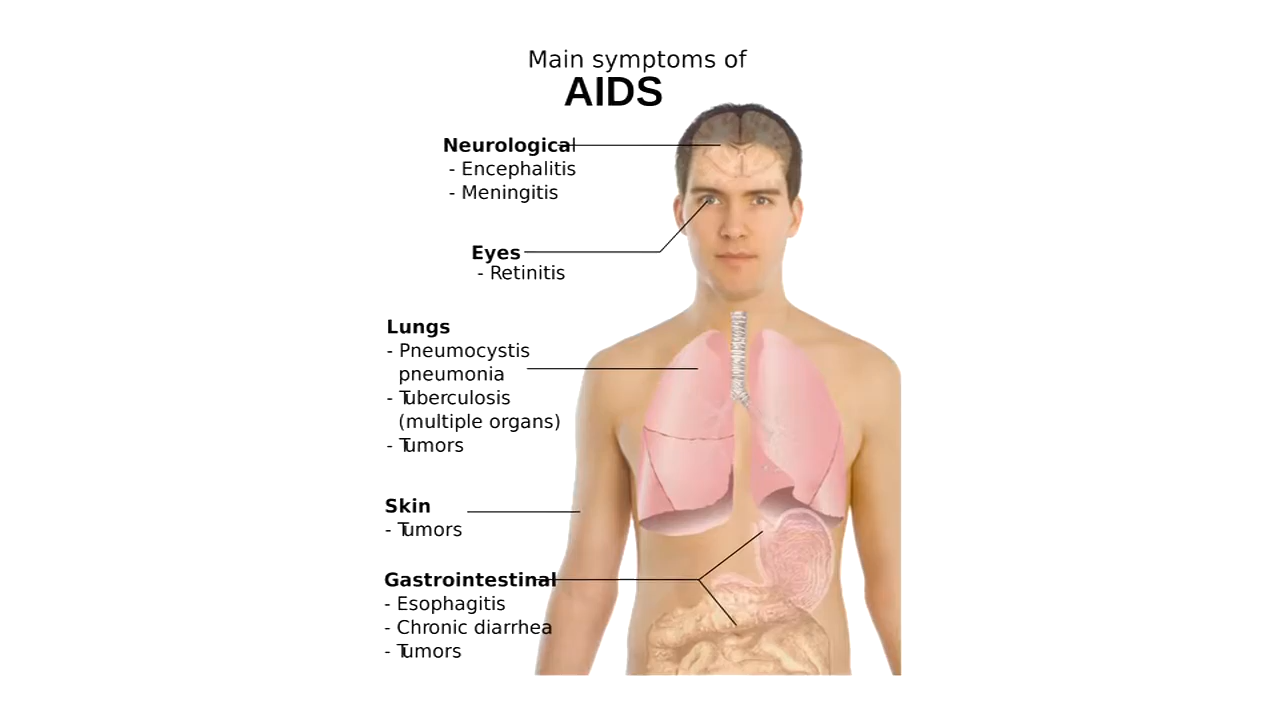 Main symptoms of
AIDS
Neurological
- Encephalitis
- Meningitis
Eyes
- Retinitis
Lungs
- Pneumocystis
pneumonia
- Tuberculosis
(multiple organs)
- Tumors
Skin
- Tumors
Gastrointestinal
- Esophagitis
- Chronic diarrhea
- Tumors